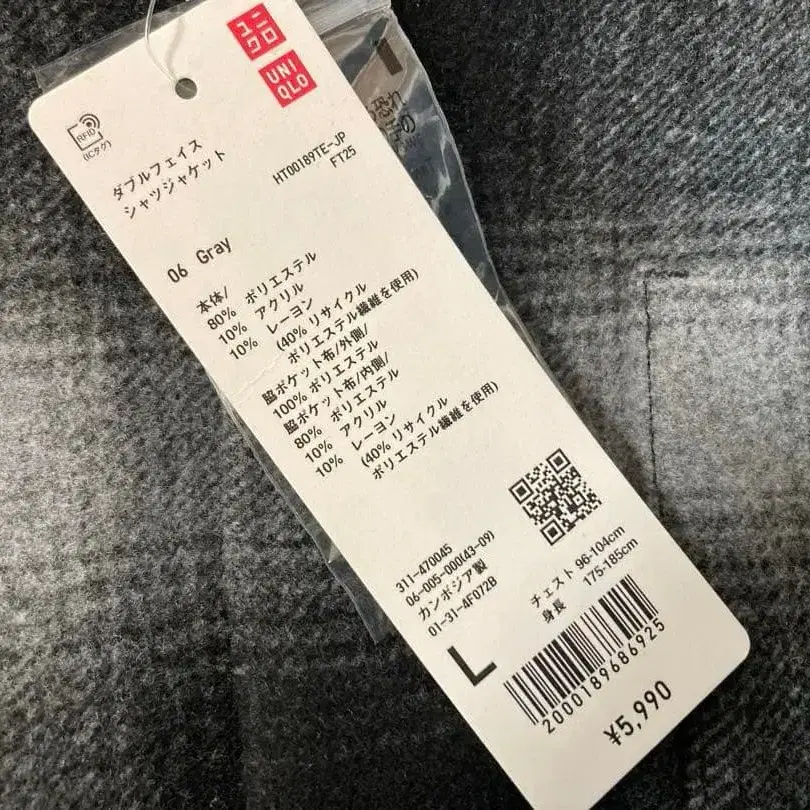 ユニ
クロ
UNI
QLO
RFID
(ICタグ)
ダブルフェイス
シャツジャケット
HT00189TE-JP
FT25
06 Gray
本体/
80% ポリエステル
10% アクリル
10% レーヨン
(40% リサイクル
ポリエステル繊維を使用)
脇ポケット布/外側/
100% ポリエステル
脇ポケット布/内側/
80% ポリエステル
10% アクリル
10% レーヨン
(40% リサイクル
ポリエステル繊維を使用)
311-470045
06-005-000(43-09)
カンボジア製
01-31-4F072B
チェスト 96-104cm
身長 175-185cm
L
2000189686925
¥5,990